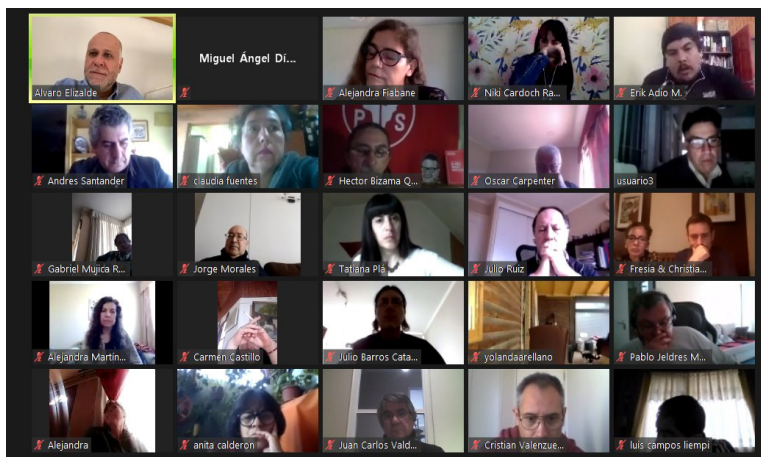 Alvaro Elizalde
Miguel Ángel Dí...
Alejandra Fiabane
Niki Cardoch Ra...
Erik Adio M.
Andres Santander
claudia fuentes
P S
Hector Bizama Q...
Oscar Carpenter
usuario3
Gabriel Mujica R...
Jorge Morales
Tatiana Pla
Julio Ruiz
Fresia & Christia...
Alejandra Martín...
Carmen Castillo
Julio Barros Cata...
yolandaarellano
Pablo Jeldres M...
Alejandra
anita calderon
Juan Carlos Vald...
Cristian Valenzue...
luis campos liempi